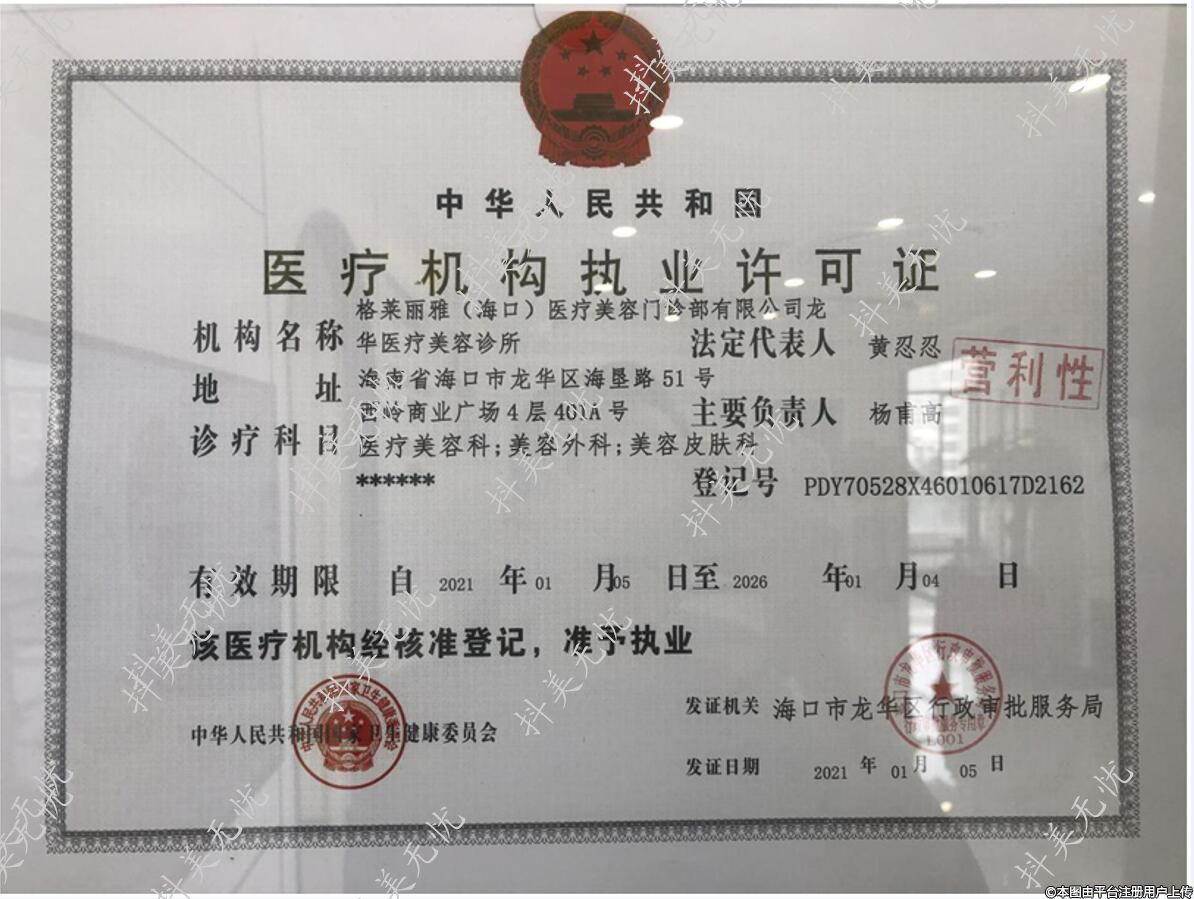 中华人民共和国
医疗机构执业许可证
机构名称 格莱丽雅（海口）医疗美容门诊部有限公司龙
华医疗美容诊所
法定代表人 黄忍忍
营利性
地址 海南省海口市龙华区海垦路51号
西岭商业广场4层401A号
主要负责人 杨甫高
诊疗科目 医疗美容科;美容外科;美容皮肤科
******
登记号 PDY70528X46010617D2162
有效期限 自 2021 年 01 月 05 日至 2026 年 01 月 04 日
该医疗机构经核准登记，准予执业
中华人民共和国国家卫生健康委员会
发证机关 海口市龙华区行政审批服务局
发证日期 2021 年 01 月 05 日
抖美无忧
©本图由平台注册用户上传